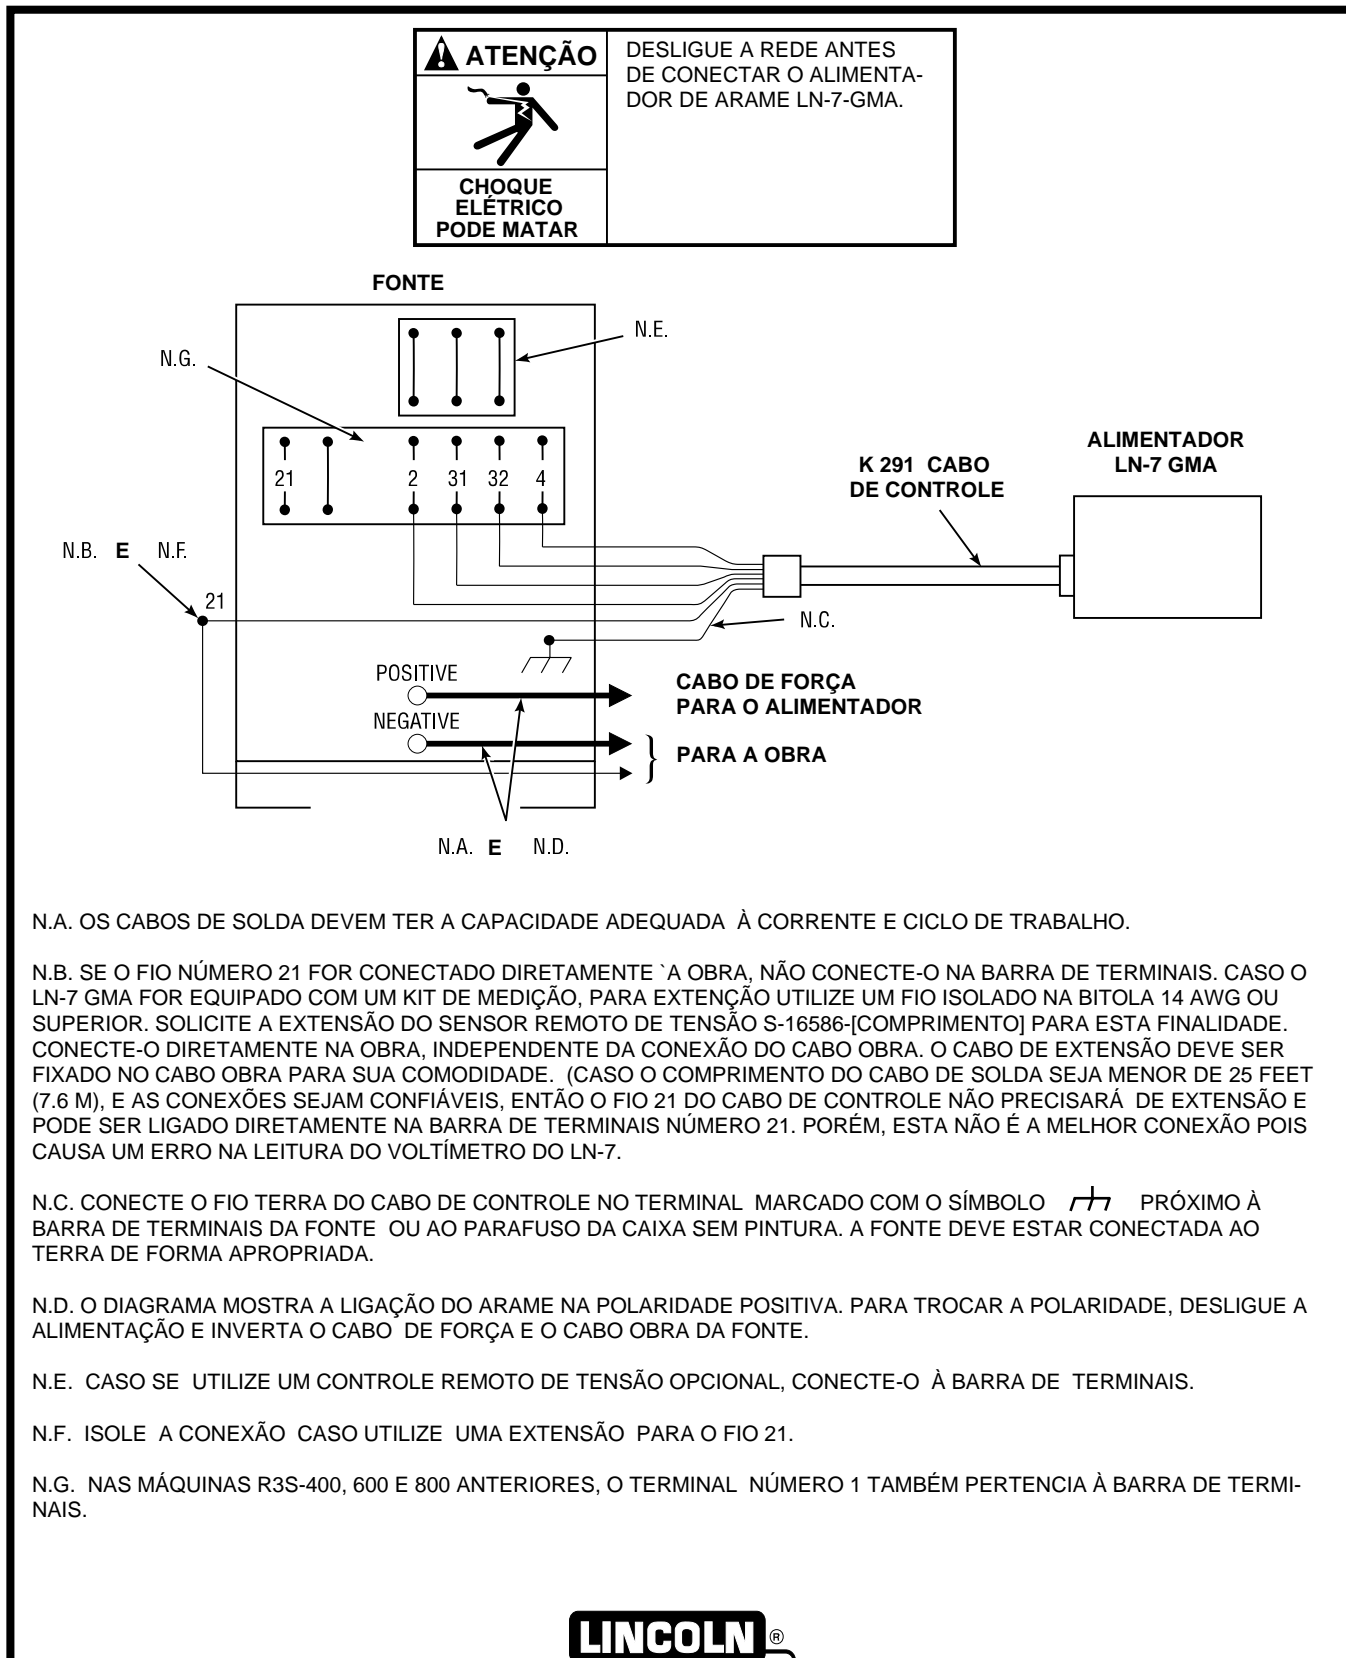 ATENÇÃO
DESLIGUE A REDE ANTES
DE CONECTAR O ALIMENTA-
DOR DE ARAME LN-7-GMA.
CHOQUE
ELÉTRICO
PODE MATAR
FONTE
N.E.
N.G.
21
2
31
32
4
ALIMENTADOR
LN-7 GMA
K 291 CABO
DE CONTROLE
N.B. E N.F.
21
N.C.
POSITIVE
CABO DE FORÇA
PARA O ALIMENTADOR
NEGATIVE
PARA A OBRA
N.A. E N.D.
N.A. OS CABOS DE SOLDA DEVEM TER A CAPACIDADE ADEQUADA À CORRENTE E CICLO DE TRABALHO.
N.B. SE O FIO NÚMERO 21 FOR CONECTADO DIRETAMENTE `A OBRA, NÃO CONECTE-O NA BARRA DE TERMINAIS. CASO O
LN-7 GMA FOR EQUIPADO COM UM KIT DE MEDIÇÃO, PARA EXTENÇÃO UTILIZE UM FIO ISOLADO NA BITOLA 14 AWG OU
SUPERIOR. SOLICITE A EXTENSÃO DO SENSOR REMOTO DE TENSÃO S-16586-[COMPRIMENTO] PARA ESTA FINALIDADE.
CONECTE-O DIRETAMENTE NA OBRA, INDEPENDENTE DA CONEXÃO DO CABO OBRA. O CABO DE EXTENSÃO DEVE SER
FIXADO NO CABO OBRA PARA SUA COMODIDADE. (CASO O COMPRIMENTO DO CABO DE SOLDA SEJA MENOR DE 25 FEET
(7.6 M), E AS CONEXÕES SEJAM CONFIÁVEIS, ENTÃO O FIO 21 DO CABO DE CONTROLE NÃO PRECISARÁ DE EXTENSÃO E
PODE SER LIGADO DIRETAMENTE NA BARRA DE TERMINAIS NÚMERO 21. PORÉM, ESTA NÃO É A MELHOR CONEXÃO POIS
CAUSA UM ERRO NA LEITURA DO VOLTÍMETRO DO LN-7.
N.C. CONECTE O FIO TERRA DO CABO DE CONTROLE NO TERMINAL MARCADO COM O SÍMBOLO PRÓXIMO À
BARRA DE TERMINAIS DA FONTE OU AO PARAFUSO DA CAIXA SEM PINTURA. A FONTE DEVE ESTAR CONECTADA AO
TERRA DE FORMA APROPRIADA.
N.D. O DIAGRAMA MOSTRA A LIGAÇÃO DO ARAME NA POLARIDADE POSITIVA. PARA TROCAR A POLARIDADE, DESLIGUE A
ALIMENTAÇÃO E INVERTA O CABO DE FORÇA E O CABO OBRA DA FONTE.
N.E. CASO SE UTILIZE UM CONTROLE REMOTO DE TENSÃO OPCIONAL, CONECTE-O À BARRA DE TERMINAIS.
N.F. ISOLE A CONEXÃO CASO UTILIZE UMA EXTENSÃO PARA O FIO 21.
N.G. NAS MÁQUINAS R3S-400, 600 E 800 ANTERIORES, O TERMINAL NÚMERO 1 TAMBÉM PERTENCIA À BARRA DE TERMI-
NAIS.
LINCOLN ®